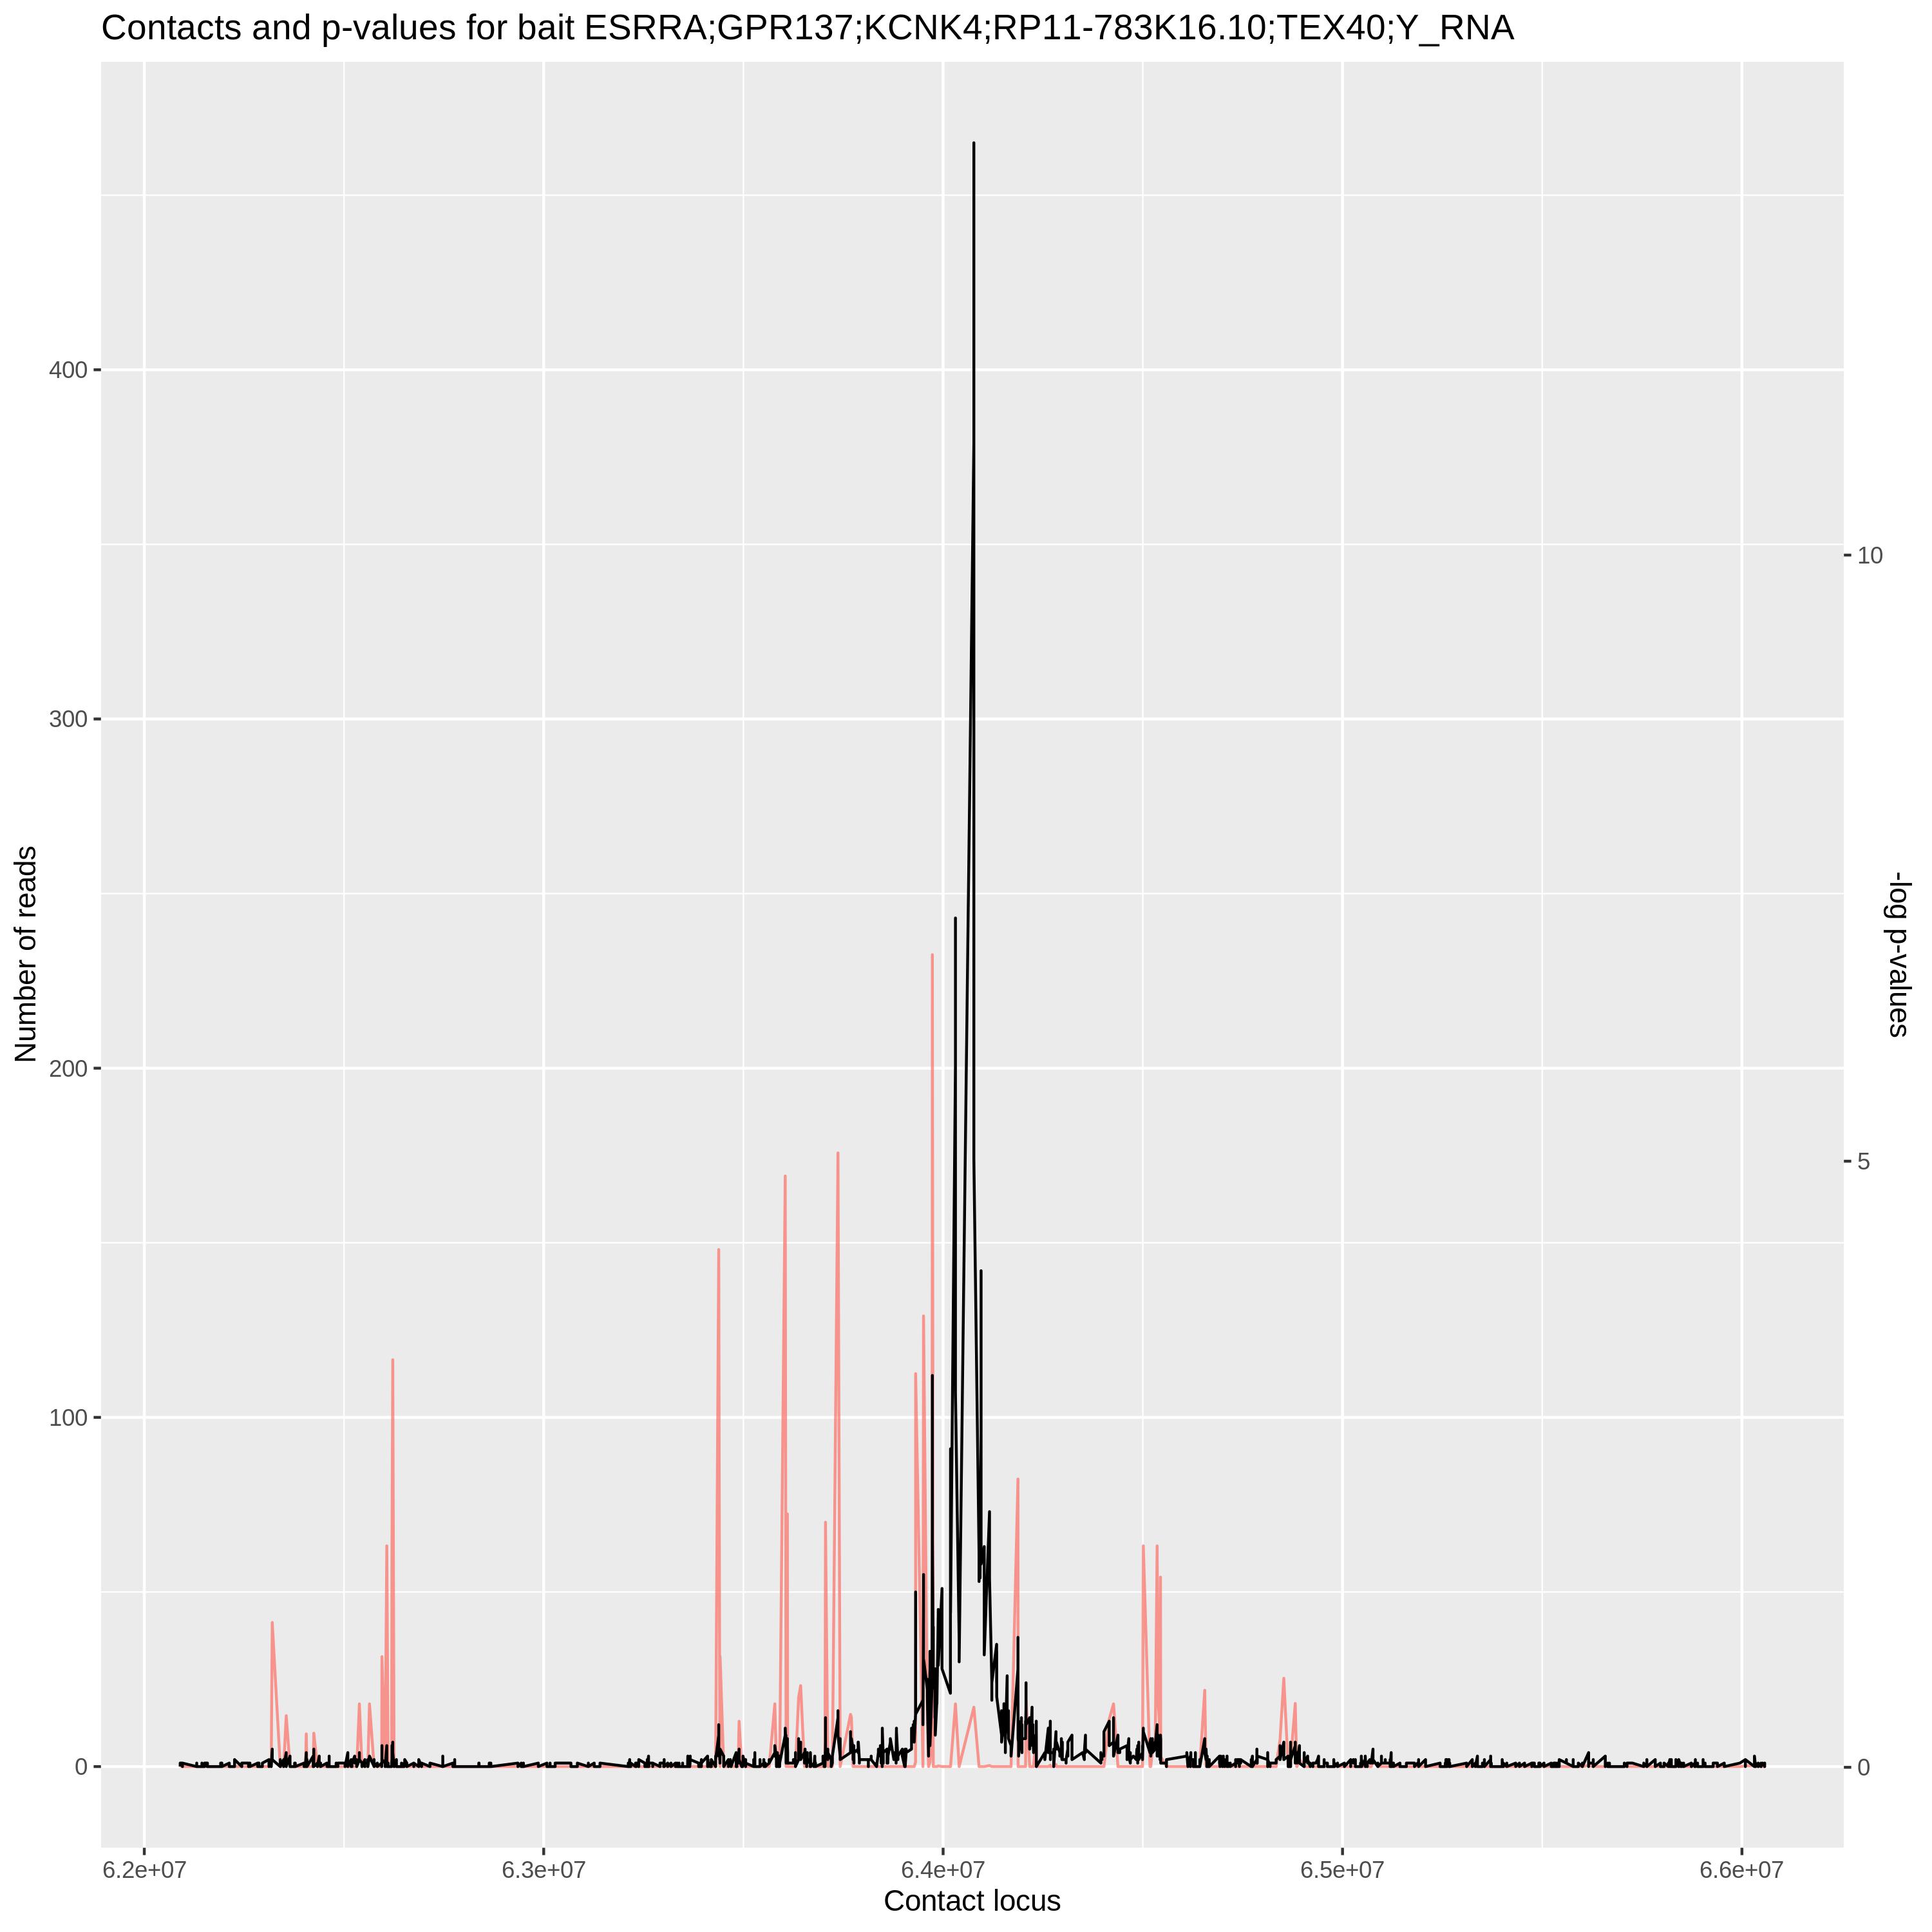 Contacts and p-values for bait ESRRA;GPR137;KCNK4;RP11-783K16.10;TEX40;Y_RNA
400
300
200
100
0
Number of reads
10
5
0
-log p-values
6.2e+07 6.3e+07 6.4e+07 6.5e+07 6.6e+07
Contact locus